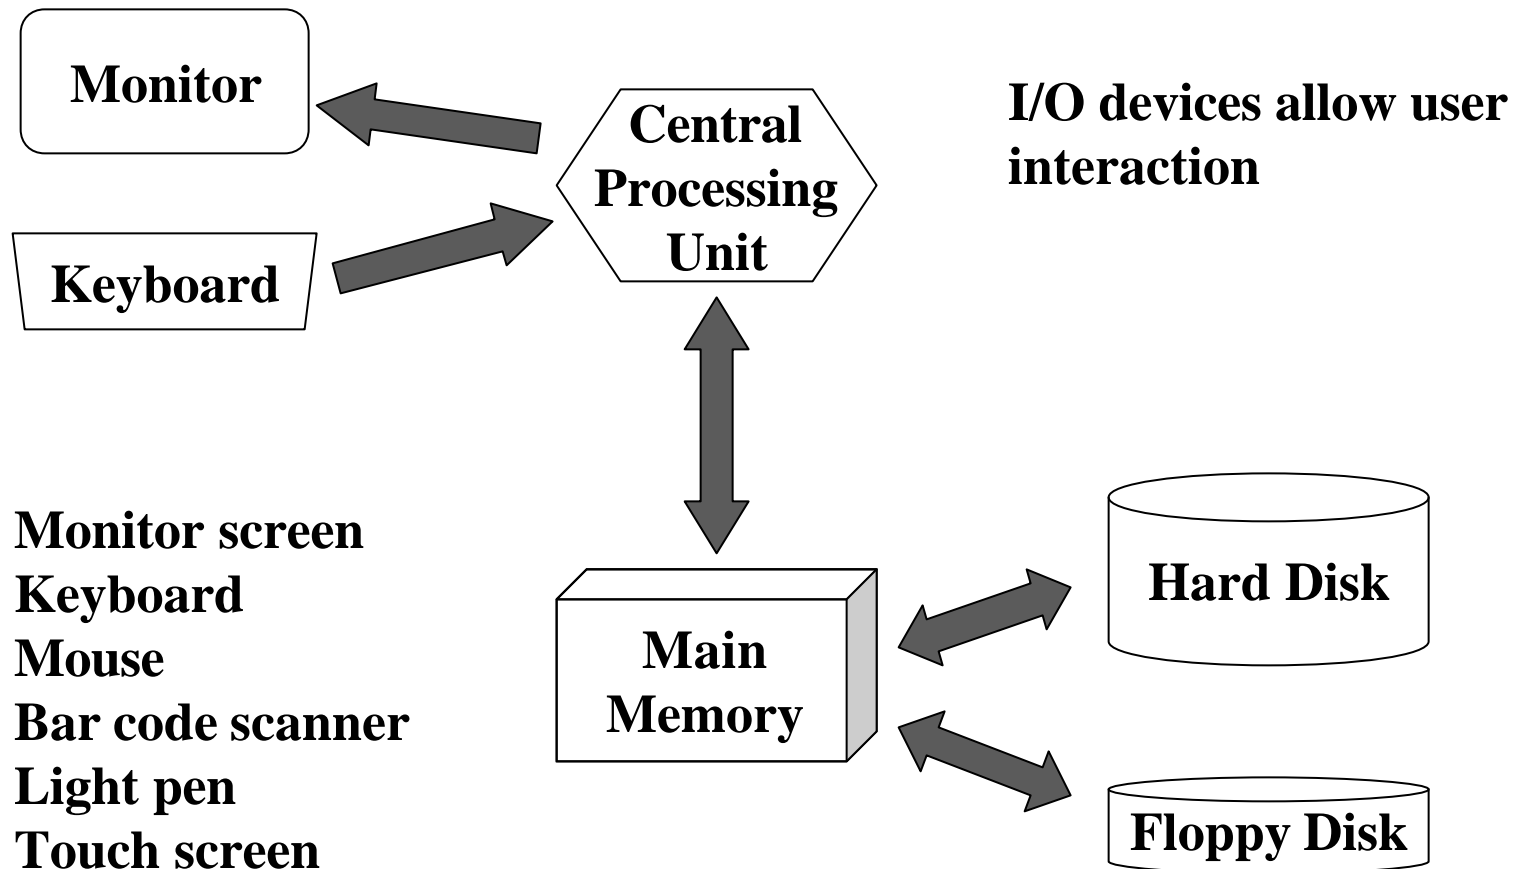 Monitor
Central
Processing
Unit
I/O devices allow user
interaction
Keyboard
Monitor screen
Keyboard
Mouse
Bar code scanner
Light pen
Touch screen
Main
Memory
Hard Disk
Floppy Disk